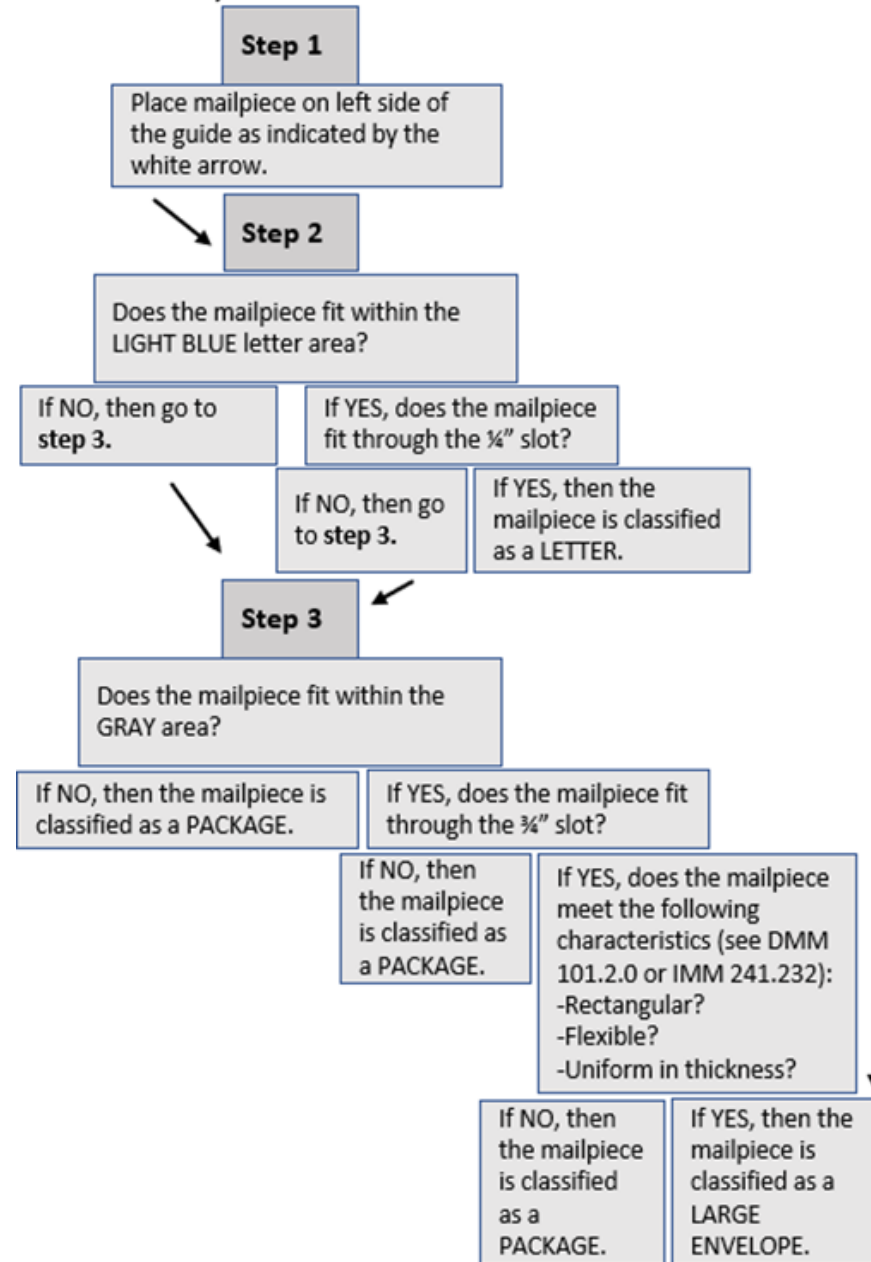 Step 1
Place mailpiece on left side of
the guide as indicated by the
white arrow.
Step 2
Does the mailpiece fit within the
LIGHT BLUE letter area?
If NO, then go to
step 3.
If YES, does the mailpiece
fit through the ¼” slot?
If NO, then go
to step 3.
If YES, then the
mailpiece is classified
as a LETTER.
Step 3
Does the mailpiece fit within the
GRAY area?
If NO, then the mailpiece is
classified as a PACKAGE.
If YES, does the mailpiece fit
through the ¾” slot?
If NO, then
the mailpiece
is classified as
a PACKAGE.
If YES, does the mailpiece
meet the following
characteristics (see DMM
101.2.0 or IMM 241.232):
-Rectangular?
-Flexible?
-Uniform in thickness?
If NO, then
the mailpiece
is classified
as a
PACKAGE.
If YES, then the
mailpiece is
classified as a
LARGE
ENVELOPE.